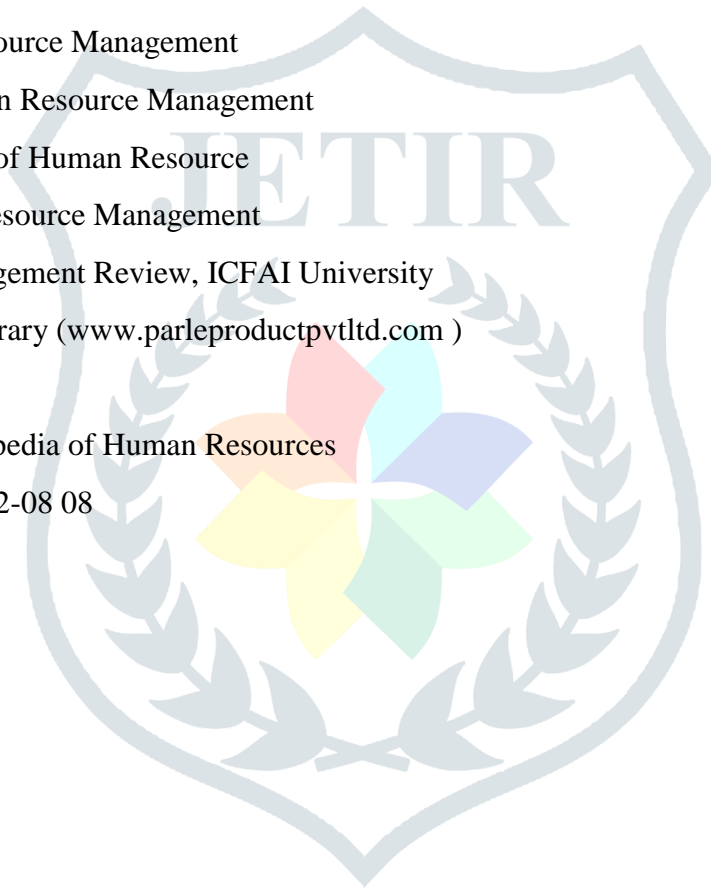 ource Management
n Resource Management
of Human Resource
esource Management
gement Review, ICFAI University
rary (www.parleproductpvtltd.com )
pedia of Human Resources
2-08 08
JETIR